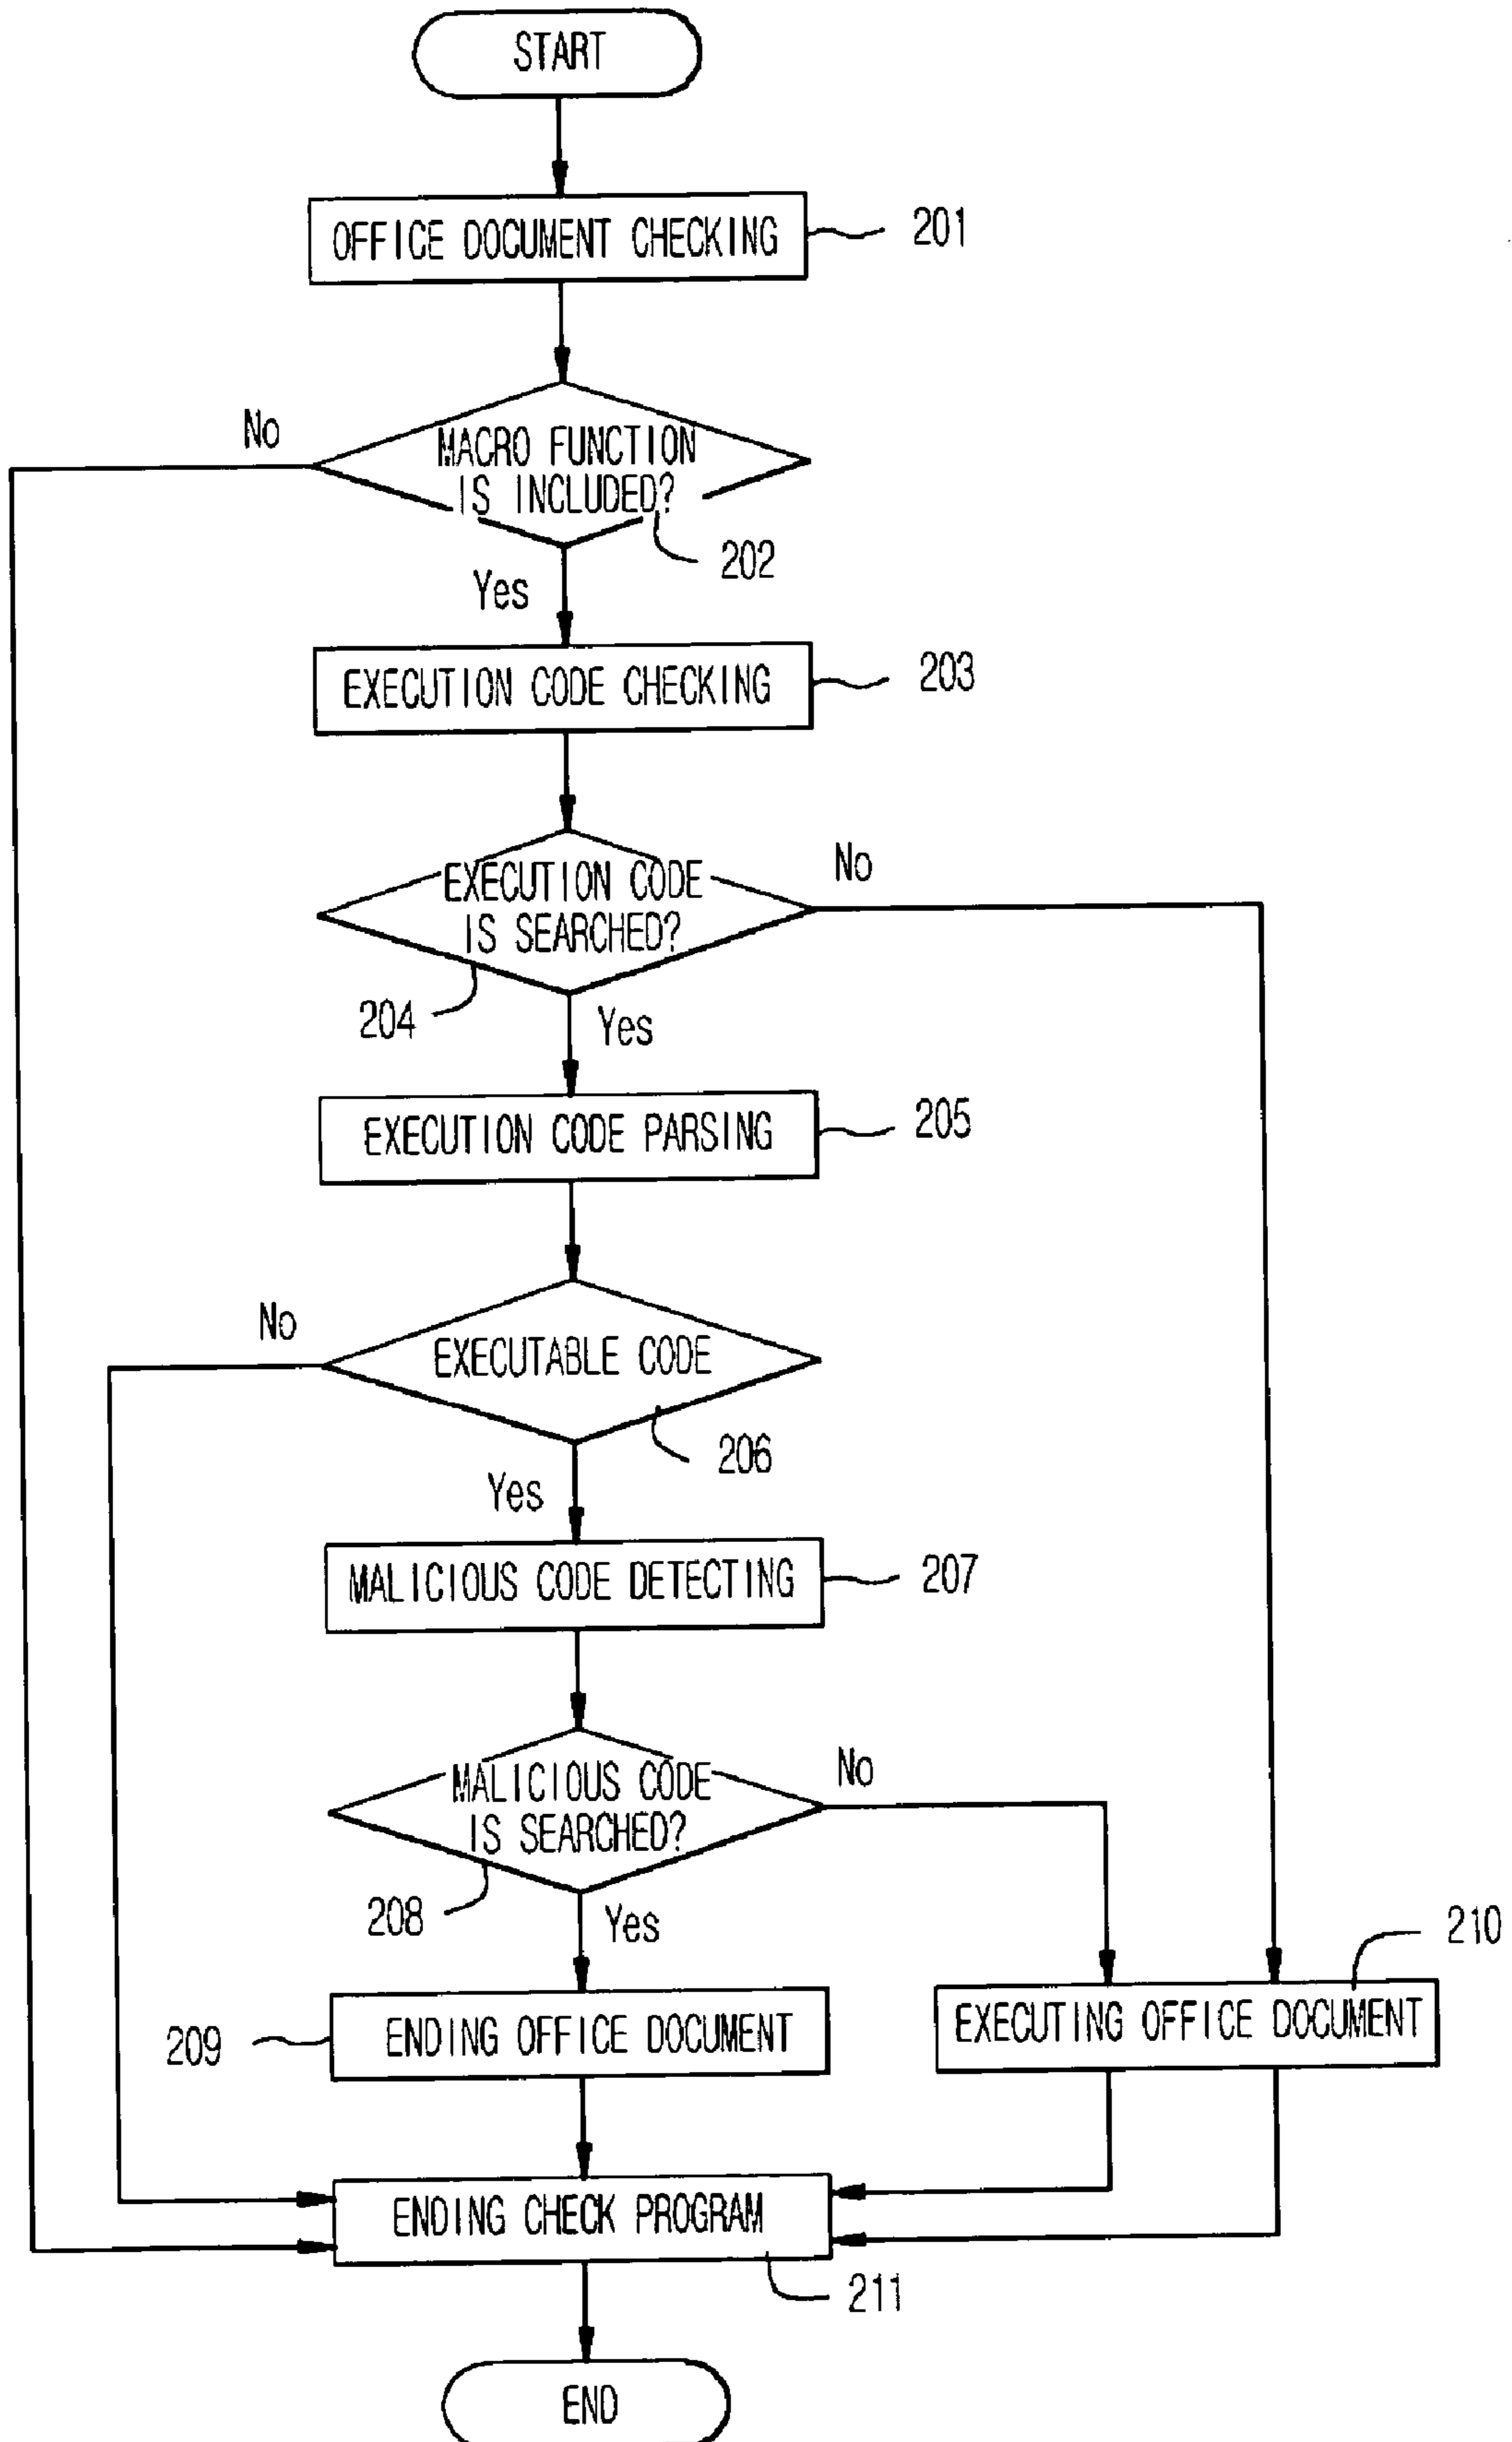 START
OFFICE DOCUMENT CHECKING
201
No
MACRO FUNCTION
IS INCLUDED?
202
Yes
EXECUTION CODE CHECKING
203
EXECUTION CODE
IS SEARCHED?
No
204
Yes
EXECUTION CODE PARSING
205
No
EXECUTABLE CODE
206
Yes
MALICIOUS CODE DETECTING
207
MALICIOUS CODE
IS SEARCHED?
No
208
Yes
210
209
ENDING OFFICE DOCUMENT
EXECUTING OFFICE DOCUMENT
ENDING CHECK PROGRAM
211
END